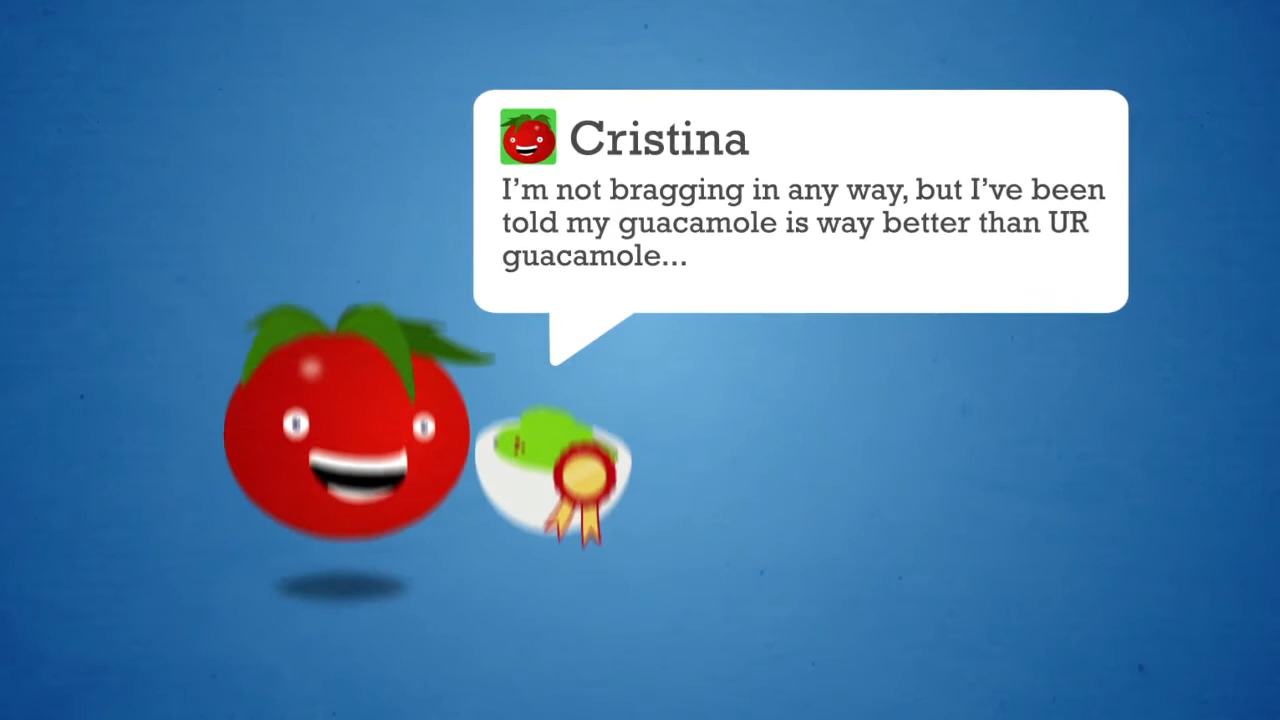 Cristina
I’m not bragging in any way, but I’ve been
told my guacamole is way better than UR
guacamole...